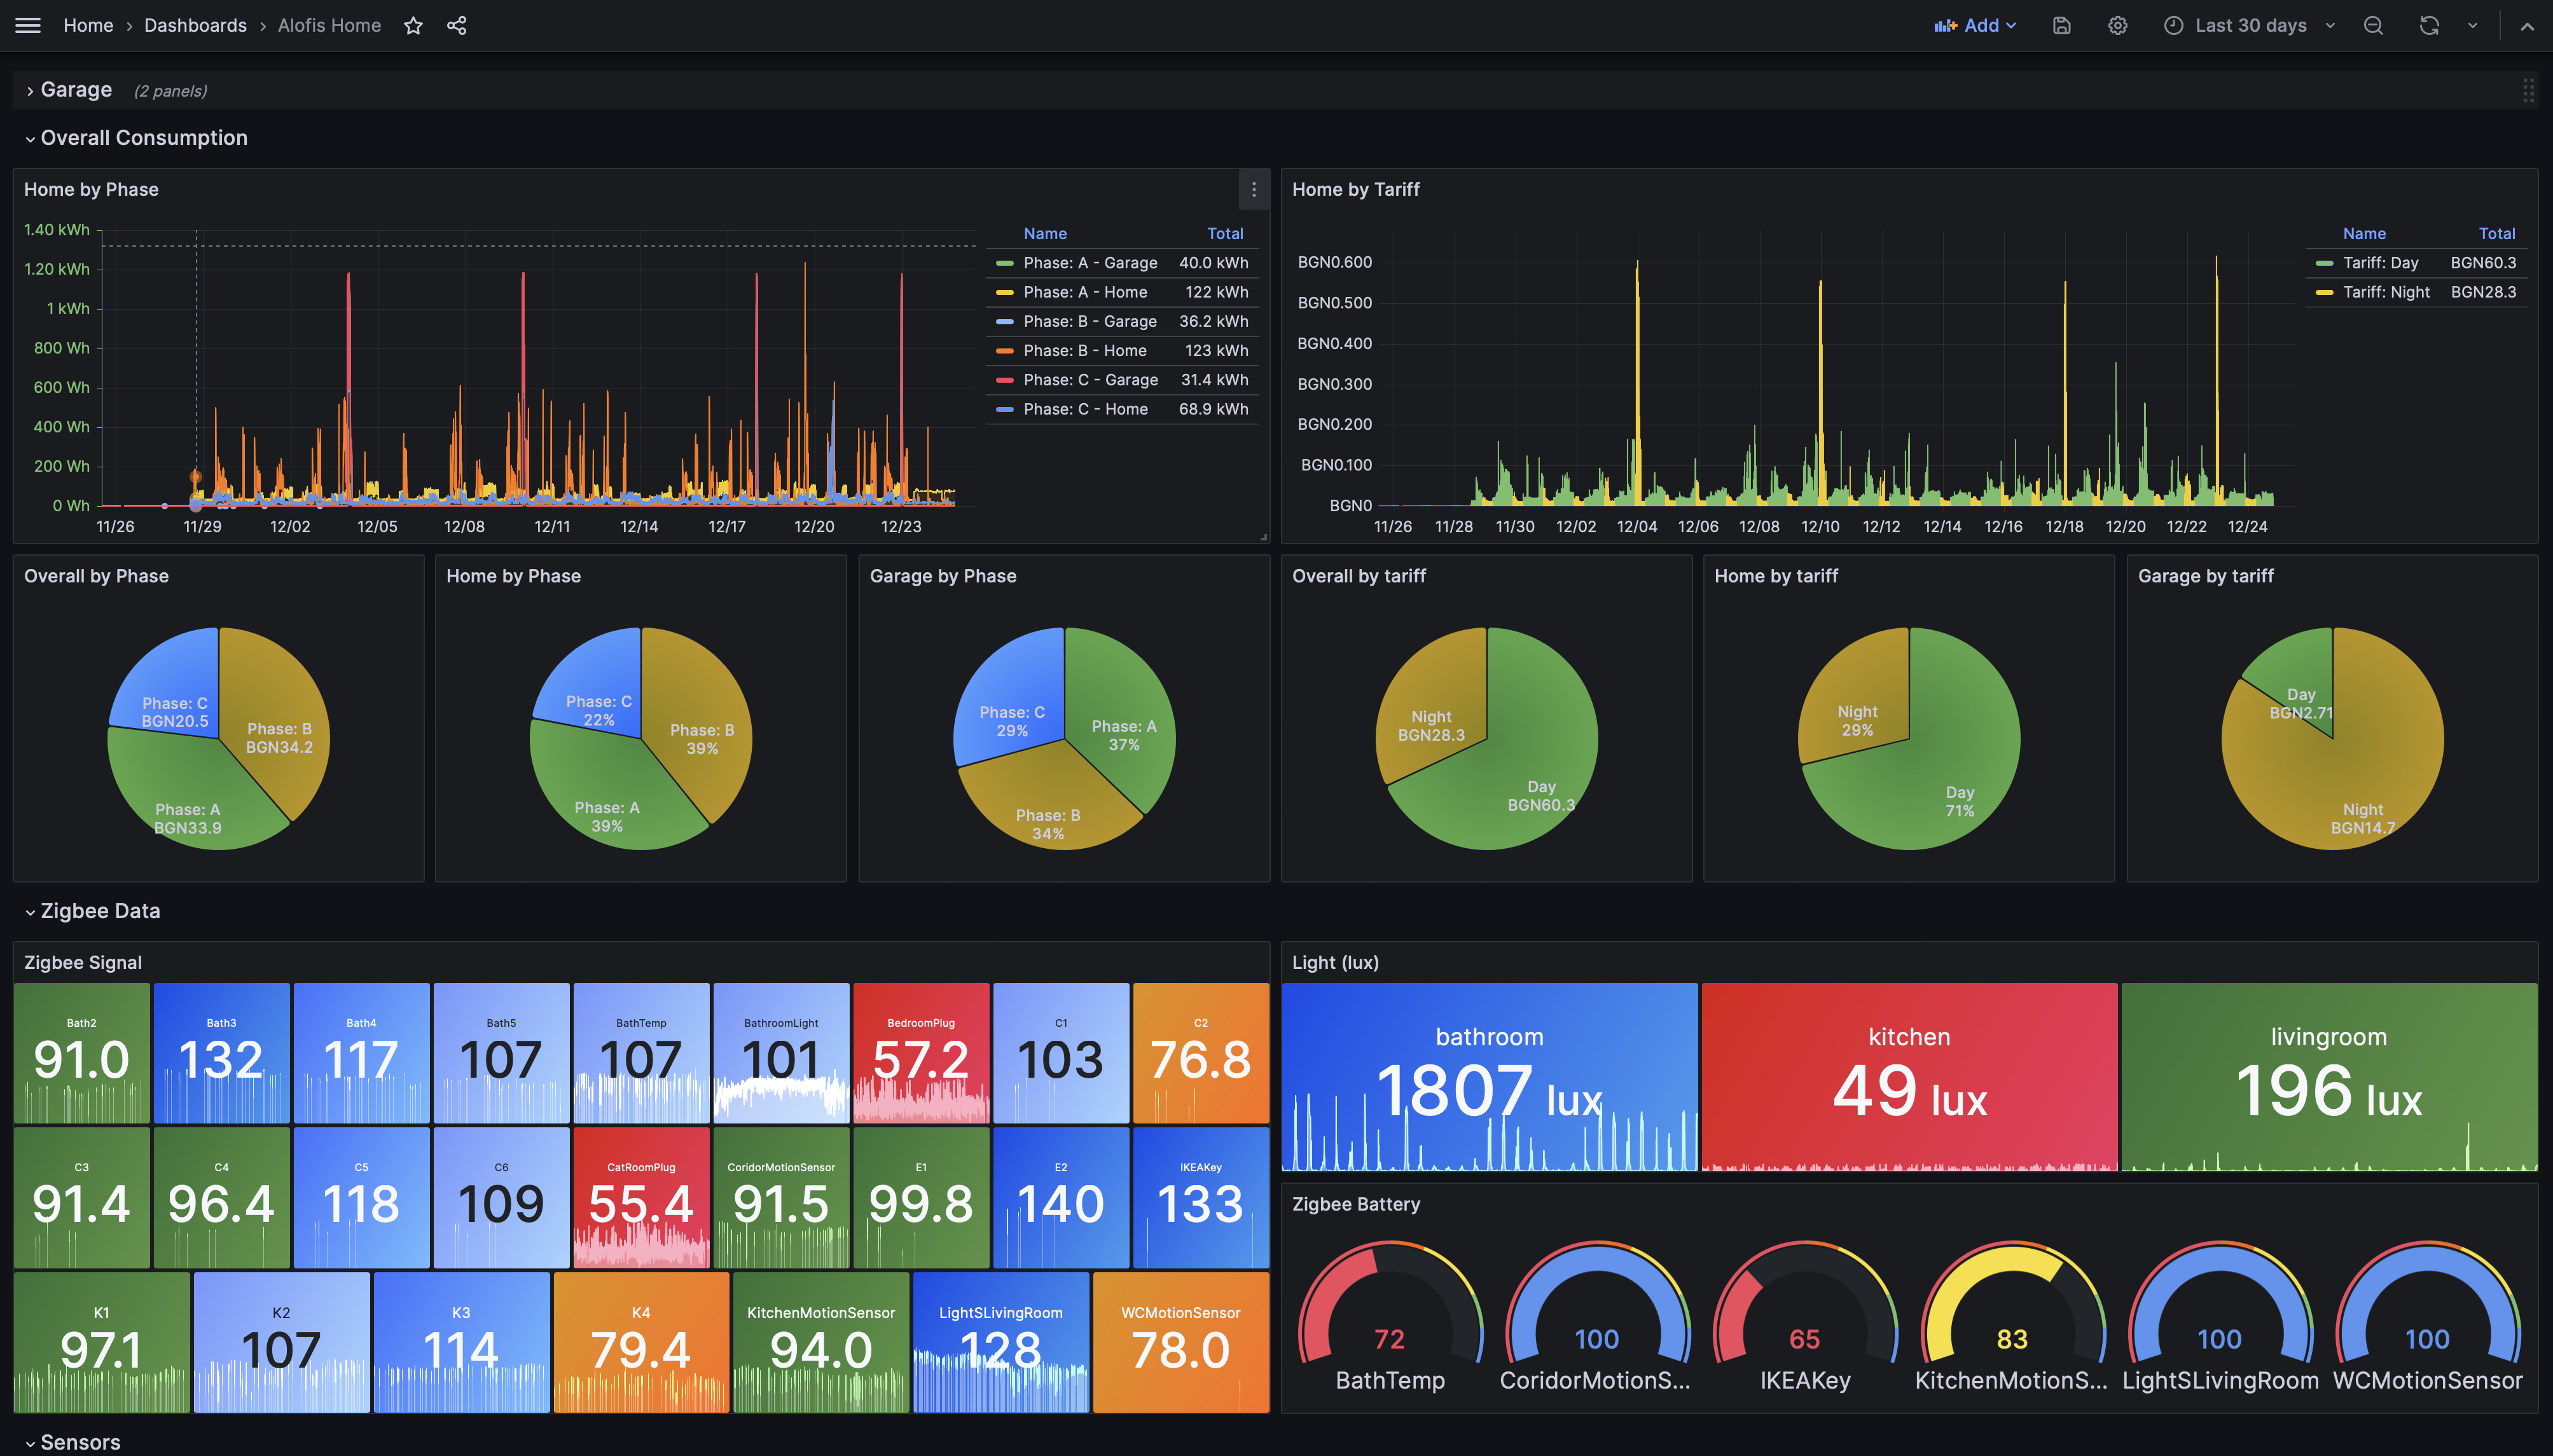 Home › Dashboards › Alofis Home
Add
Last 30 days
Garage (2 panels)
Overall Consumption
Home by Phase
1.40 kWh
1.20 kWh
1 kWh
800 Wh
600 Wh
400 Wh
200 Wh
0 Wh
11/26 11/29 12/02 12/05 12/08 12/11 12/14 12/17 12/20 12/23
Name Total
Phase: A - Garage 40.0 kWh
Phase: A - Home 122 kWh
Phase: B - Garage 36.2 kWh
Phase: B - Home 123 kWh
Phase: C - Garage 31.4 kWh
Phase: C - Home 68.9 kWh
Home by Tariff
BGN0.600
BGN0.500
BGN0.400
BGN0.300
BGN0.200
BGN0.100
BGN0
11/26 11/28 11/30 12/02 12/04 12/06 12/08 12/10 12/12 12/14 12/16 12/18 12/20 12/22 12/24
Name Total
Tariff: Day BGN60.3
Tariff: Night BGN28.3
Overall by Phase
Phase: C
BGN20.5
Phase: B
BGN34.2
Phase: A
BGN33.9
Home by Phase
Phase: C
22%
Phase: B
39%
Phase: A
39%
Garage by Phase
Phase: C
29%
Phase: A
37%
Phase: B
34%
Overall by tariff
Night
BGN28.3
Day
BGN60.3
Home by tariff
Night
29%
Day
71%
Garage by tariff
Day
BGN2.71
Night
BGN14.7
Zigbee Data
Zigbee Signal
Bath2
91.0
Bath3
132
Bath4
117
Bath5
107
BathTemp
107
BathroomLight
101
BedroomPlug
57.2
C1
103
C2
76.8
C3
91.4
C4
96.4
C5
118
C6
109
CatRoomPlug
55.4
CoridorMotionSensor
91.5
E1
99.8
E2
140
IKEAKey
133
K1
97.1
K2
107
K3
114
K4
79.4
KitchenMotionSensor
94.0
LightSLivingRoom
128
WCMotionSensor
78.0
Light (lux)
bathroom
1807 lux
kitchen
49 lux
livingroom
196 lux
Zigbee Battery
72
BathTemp
100
CoridorMotionS...
65
IKEAKey
83
KitchenMotionS...
100
LightSLivingRoom
100
WCMotionSensor
Sensors